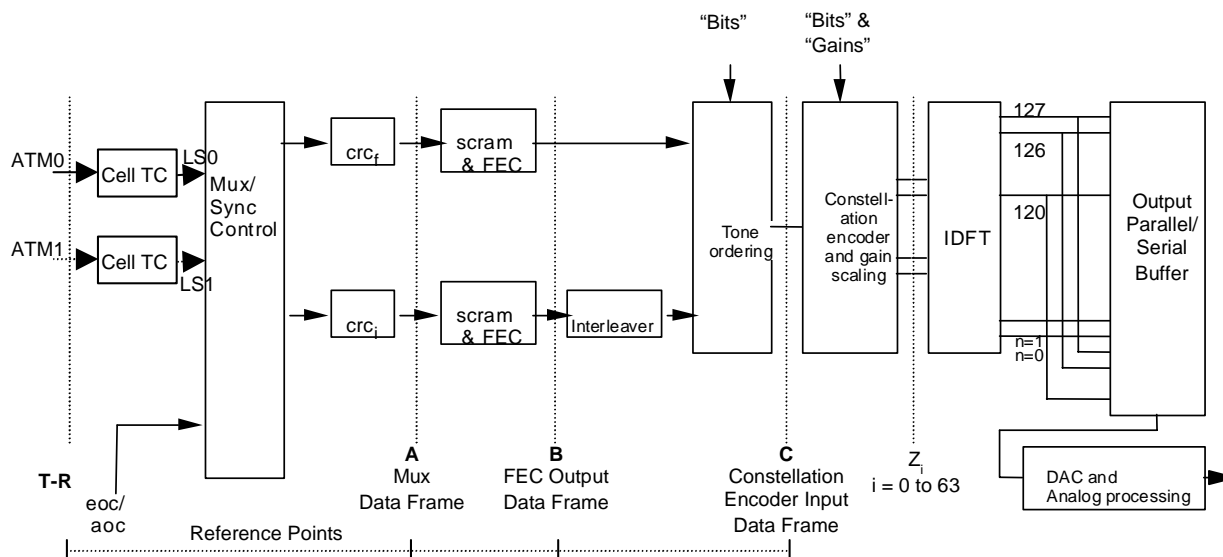 “Bits”
“Bits” &
“Gains”
ATM0
Cell TC
LS0
Mux/
Sync
Control
crcf
scram
& FEC
127
126
120
ATM1
Cell TC
LS1
Tone
ordering
Constell-
ation
encoder
and gain
scaling
IDFT
Output
Parallel/
Serial
Buffer
crci
scram
& FEC
Interleaver
n=1
n=0
T-R
eoc/
aoc
A
Mux
Data Frame
B
FEC Output
Data Frame
C
Constellation
Encoder Input
Data Frame
Zi
i = 0 to 63
DAC and
Analog processing
Reference Points